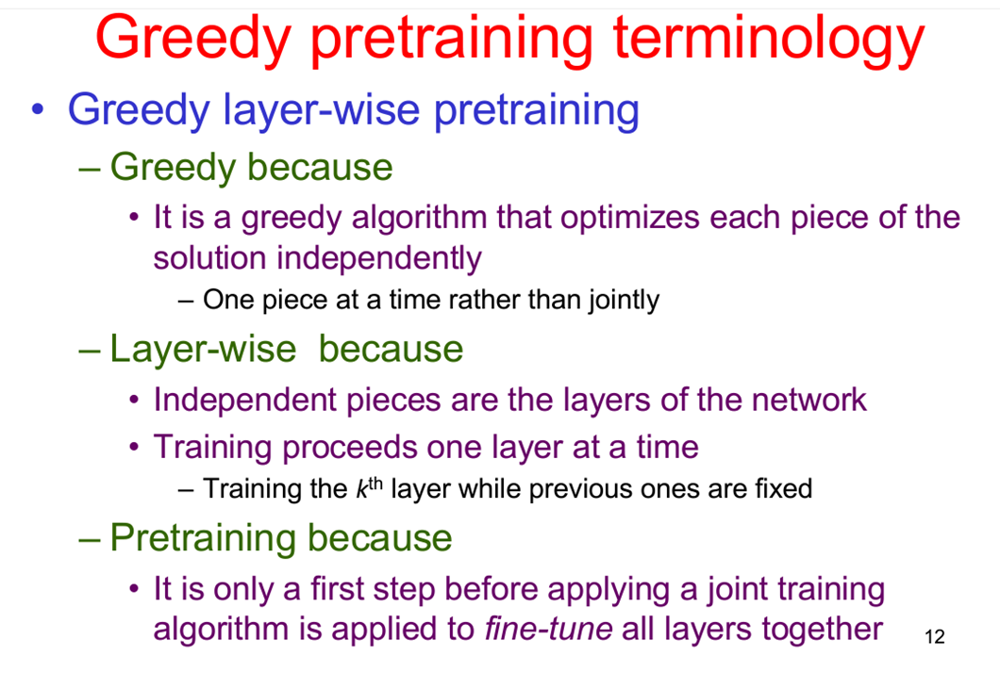 Greedy pretraining terminology
• Greedy layer-wise pretraining
– Greedy because
• It is a greedy algorithm that optimizes each piece of the
solution independently
– One piece at a time rather than jointly
– Layer-wise because
• Independent pieces are the layers of the network
• Training proceeds one layer at a time
– Training the kth layer while previous ones are fixed
– Pretraining because
• It is only a first step before applying a joint training
algorithm is applied to fine-tune all layers together
12